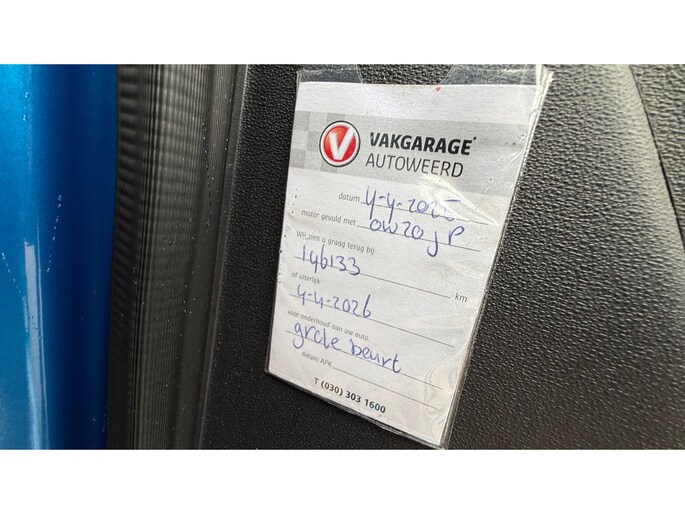 V VAKGARAGE
AUTOWEERD
datum 4-4-2025
motor gevuld met 0W20 JP
Wij zien u graag terug bij
146133 km
of uiterlijk
4-4-2026
voor onderhoud aan uw auto.
grote beurt
datum APK
T (030) 303 1600